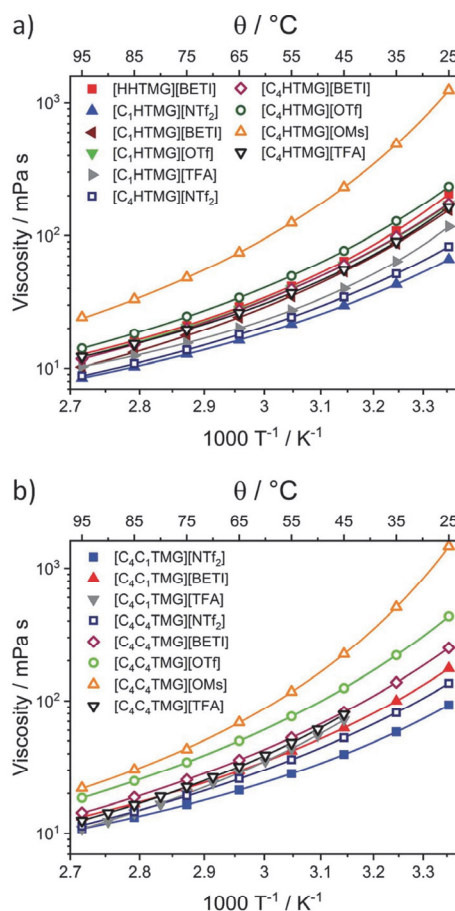 a)
θ / °C
95 85 75 65 55 45 35 25
[HHTMG][BETI]
[C₁HTMG][NTf₂]
[C₁HTMG][BETI]
[C₁HTMG][OTf]
[C₁HTMG][TFA]
[C₄HTMG][NTf₂]
[C₄HTMG][BETI]
[C₄HTMG][OTf]
[C₄HTMG][OMs]
[C₄HTMG][TFA]
Viscosity / mPa s
10³
10²
10¹
2.7 2.8 2.9 3 3.1 3.2 3.3
1000 T⁻¹ / K⁻¹
b)
θ / °C
95 85 75 65 55 45 35 25
[C₄C₁TMG][NTf₂]
[C₄C₁TMG][BETI]
[C₄C₁TMG][TFA]
[C₄C₄TMG][NTf₂]
[C₄C₄TMG][BETI]
[C₄C₄TMG][OTf]
[C₄C₄TMG][OMs]
[C₄C₄TMG][TFA]
Viscosity / mPa s
10³
10²
10¹
2.7 2.8 2.9 3 3.1 3.2 3.3
1000 T⁻¹ / K⁻¹